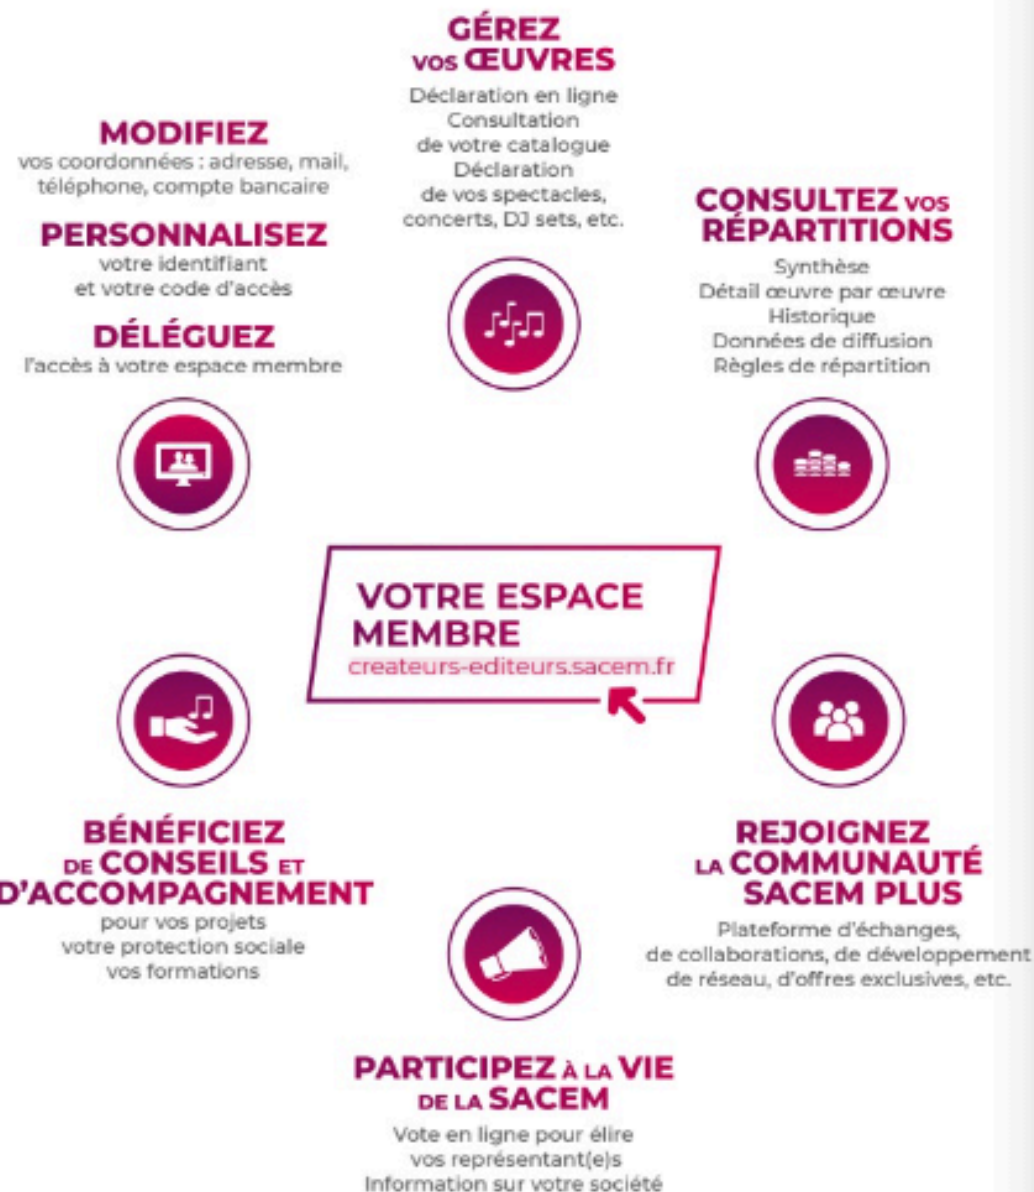 GÉREZ
VOS ŒUVRES
Déclaration en ligne
Consultation
de votre catalogue
Déclaration
de vos spectacles,
concerts, DJ sets, etc.
MODIFIEZ
vos coordonnées : adresse, mail,
téléphone, compte bancaire
PERSONNALISEZ
votre identifiant
et votre code d'accès
DÉLÉGUEZ
l'accès à votre espace membre
CONSULTEZ VOS
RÉPARTITIONS
Synthèse
Détail œuvre par œuvre
Historique
Données de diffusion
Règles de répartition
VOTRE ESPACE
MEMBRE
createurs-editeurs.sacem.fr
BÉNÉFICIEZ
DE CONSEILS ET
D'ACCOMPAGNEMENT
pour vos projets
votre protection sociale
vos formations
REJOIGNEZ
LA COMMUNAUTÉ
SACEM PLUS
Plateforme d'échanges,
de collaborations, de développement
de réseau, d'offres exclusives, etc.
PARTICIPEZ À LA VIE
DE LA SACEM
Vote en ligne pour élire
vos représentant(e)s
Information sur votre société